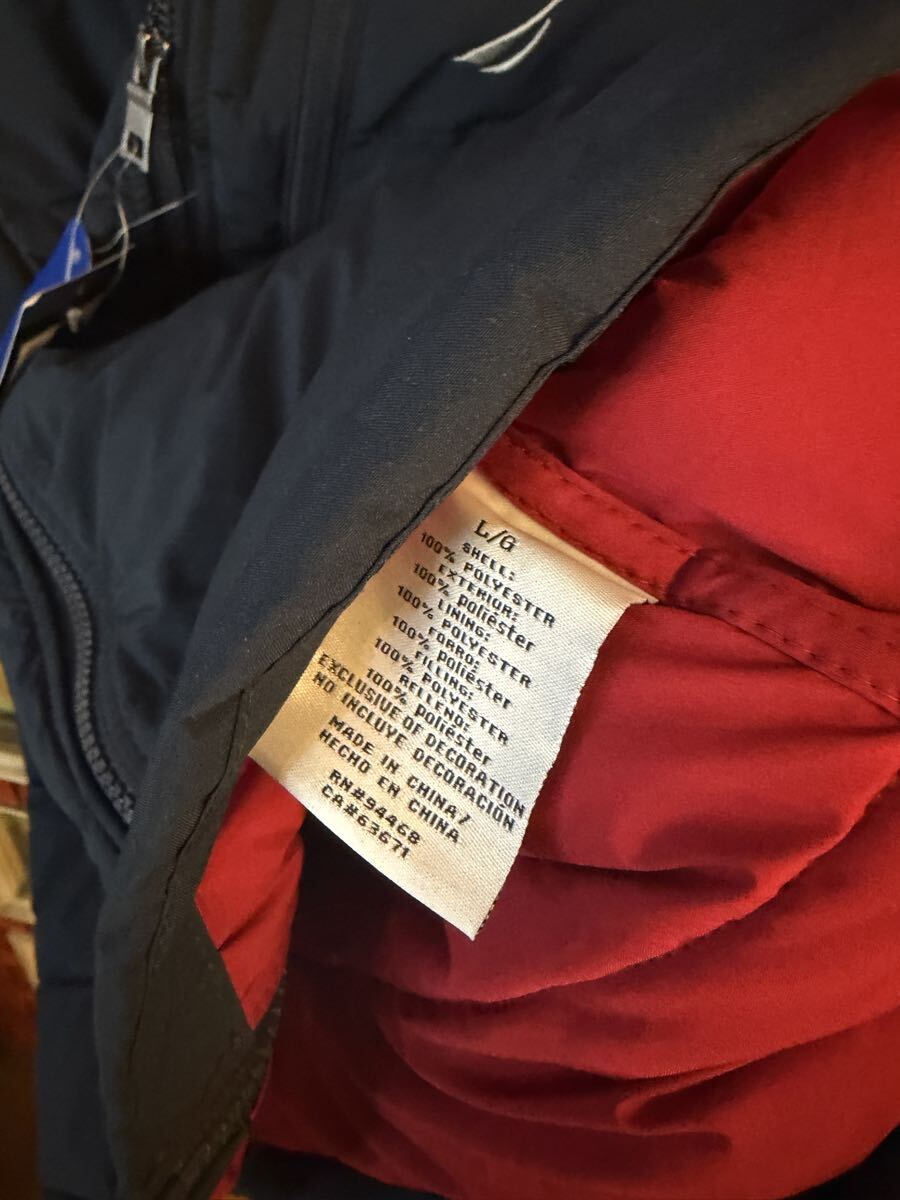 L/G
SHELL:
100% POLYESTER
EXTERIOR:
100% poliéster
LINING:
100% POLYESTER
FORRO:
100% poliéster
FILLING:
100% POLYESTER
RELLENO:
100% poliéster
EXCLUSIVE OF DECORATION
NO INCLUYE DECORACIÓN
MADE IN CHINA/
HECHO EN CHINA
RN#94468
CA#63671